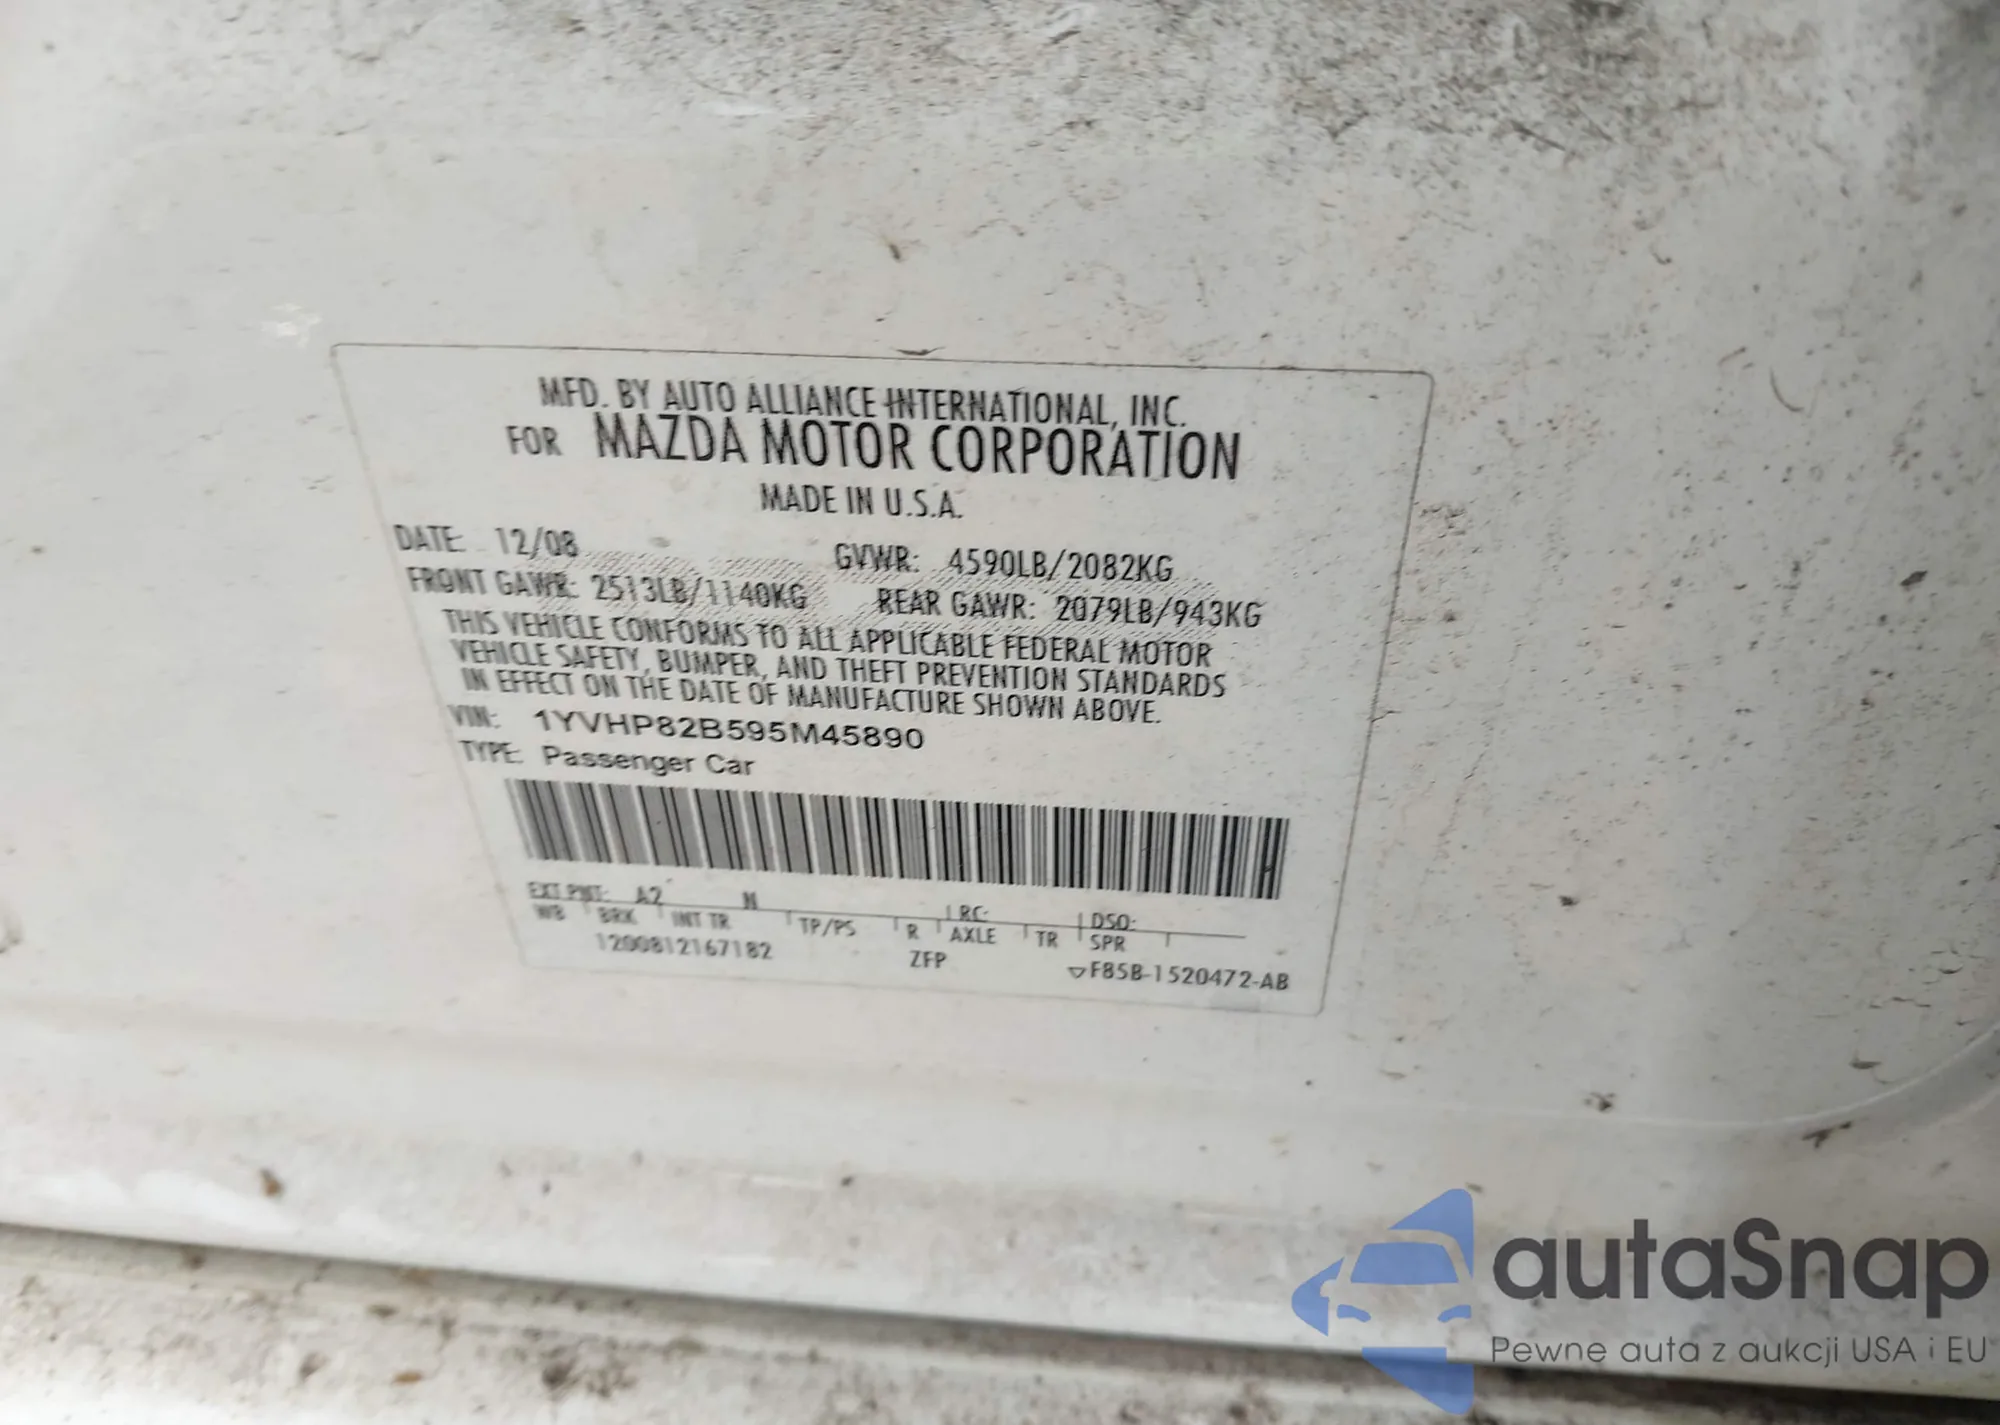 MFD. BY AUTO ALLIANCE INTERNATIONAL, INC.
FOR MAZDA MOTOR CORPORATION
MADE IN U.S.A.
DATE: 12/08 GVWR: 4590LB/2082KG
FRONT GAWR: 2513LB/1140KG REAR GAWR: 2079LB/943KG
THIS VEHICLE CONFORMS TO ALL APPLICABLE FEDERAL MOTOR
VEHICLE SAFETY, BUMPER, AND THEFT PREVENTION STANDARDS
IN EFFECT ON THE DATE OF MANUFACTURE SHOWN ABOVE.
VIN: 1YVHP82B595M45890
TYPE: Passenger Car
EXT PNT: A2 N RC: DSO:
WB BRK INT TR TP/PS R AXLE TR SPR
1200812167182 ZFP ▽F85B-1520472-AB
autaSnap
Pewne auta z aukcji USA i EU